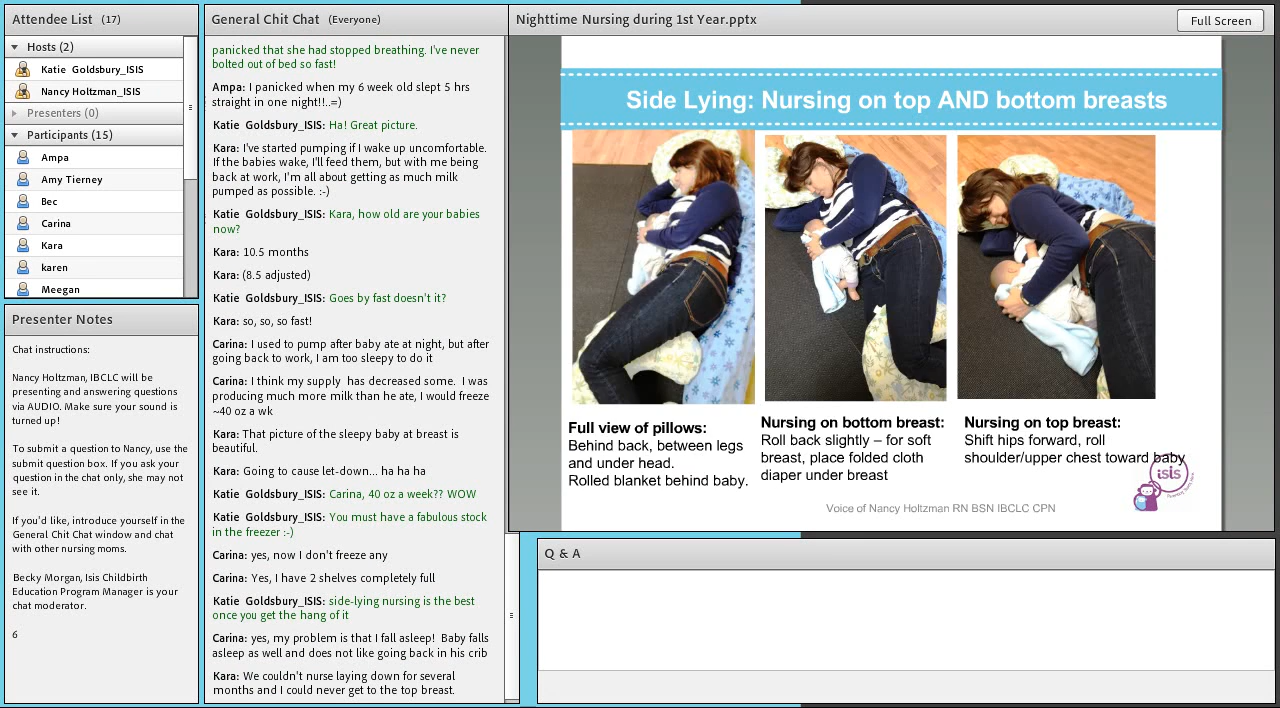 Attendee List (17)
Hosts (2)
Katie Goldsbury_ISIS
Nancy Holtzman_ISIS
Presenters (0)
Participants (15)
Ampa
Amy Tierney
Bec
Carina
Kara
karen
Meegan
Presenter Notes
Chat instructions:
Nancy Holtzman, IBCLC will be
presenting and answering questions
via AUDIO. Make sure your sound is
turned up!
To submit a question to Nancy, use the
submit question box. If you ask your
question in the chat only, she may not
see it.
If you'd like, introduce yourself in the
General Chit Chat window and chat
with other nursing moms.
Becky Morgan, Isis Childbirth
Education Program Manager is your
chat moderator.
6
General Chit Chat (Everyone)
panicked that she had stopped breathing. I've never
bolted out of bed so fast!
Ampa: I panicked when my 6 week old slept 5 hrs
straight in one night!!..=)
Katie Goldsbury_ISIS: Ha! Great picture.
Kara: I've started pumping if I wake up uncomfortable.
If the babies wake, I'll feed them, but with me being
back at work, I'm all about getting as much milk
pumped as possible. :-)
Katie Goldsbury_ISIS: Kara, how old are your babies
now?
Kara: 10.5 months
Kara: (8.5 adjusted)
Katie Goldsbury_ISIS: Goes by fast doesn't it?
Kara: so, so, so fast!
Carina: I used to pump after baby ate at night, but after
going back to work, I am too sleepy to do it
Carina: I think my supply has decreased some. I was
producing much more milk than he ate, I would freeze
~40 oz a wk
Kara: That picture of the sleepy baby at breast is
beautiful.
Kara: Going to cause let-down... ha ha ha
Katie Goldsbury_ISIS: Carina, 40 oz a week?? WOW
Katie Goldsbury_ISIS: You must have a fabulous stock
in the freezer :-)
Carina: yes, now I don't freeze any
Carina: Yes, I have 2 shelves completely full
Katie Goldsbury_ISIS: side-lying nursing is the best
once you get the hang of it
Carina: yes, my problem is that I fall asleep! Baby falls
asleep as well and does not like going back in his crib
Kara: We couldn't nurse laying down for several
months and I could never get to the top breast.
Nighttime Nursing during 1st Year.pptx
Full Screen
Side Lying: Nursing on top AND bottom breasts
Full view of pillows:
Behind back, between legs
and under head.
Rolled blanket behind baby.
Nursing on bottom breast:
Roll back slightly – for soft
breast, place folded cloth
diaper under breast
Nursing on top breast:
Shift hips forward, roll
shoulder/upper chest toward baby
isis
Voice of Nancy Holtzman RN BSN IBCLC CPN
Q & A